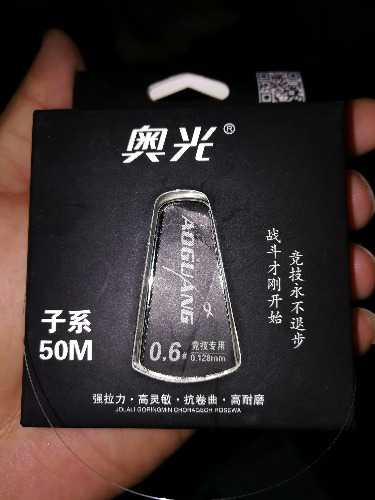 奥光®
AOGUANG
战斗才刚开始
竞技永不退步
子系
50M
0.6#
竞技专用
0.128mm
强拉力·高灵敏·抗卷曲·高耐磨